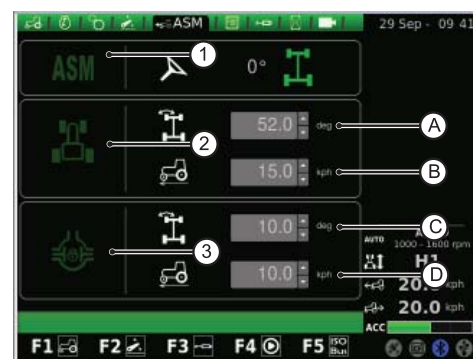 ASM 29 Sep - 09 41
ASM 1 0°
2 52.0 deg A
15.0 kph B
3 10.0 deg C
10.0 kph D
AUTO
1000 - 1600 rpm
H1
kph
20.0 kph
ACC
F1 F2 F3 F4 F5 ISO Bus